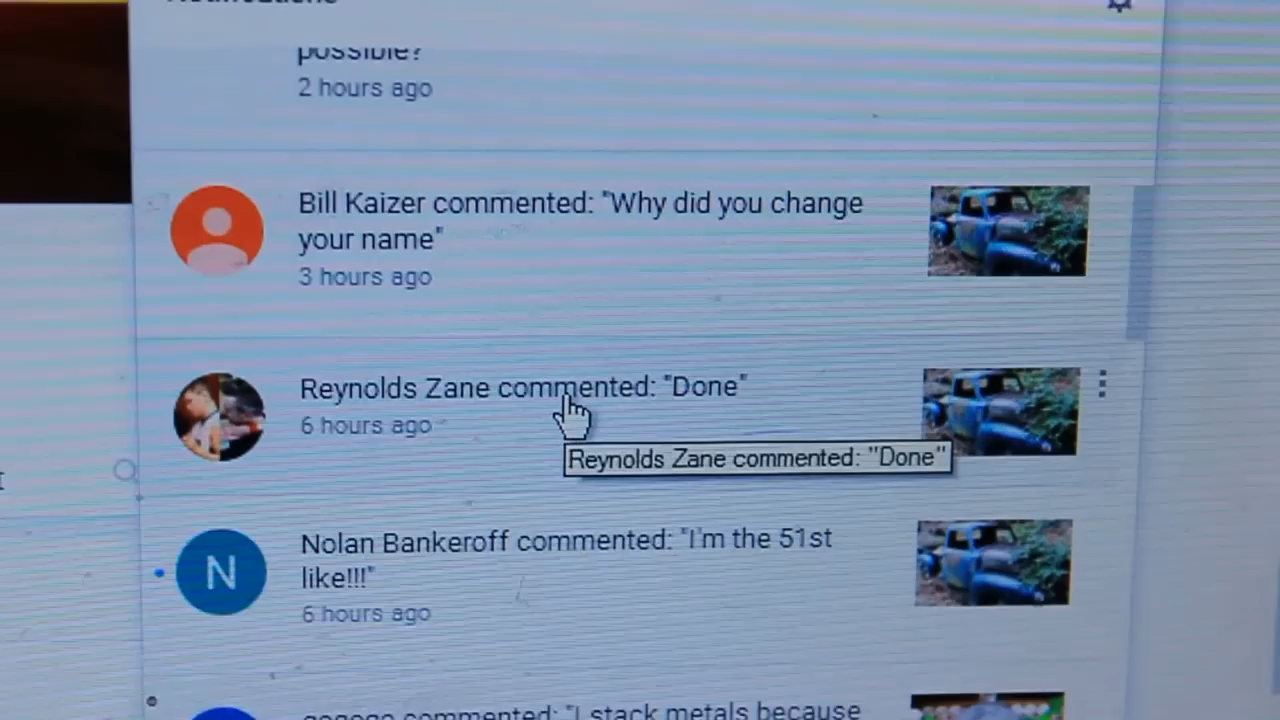 Notifications
possible?
2 hours ago
Bill Kaizer commented: "Why did you change
your name"
3 hours ago
Reynolds Zane commented: "Done"
6 hours ago
Reynolds Zane commented: "Done"
N
Nolan Bankeroff commented: "I'm the 51st
like!!!"
6 hours ago
commented: "I stack metals because